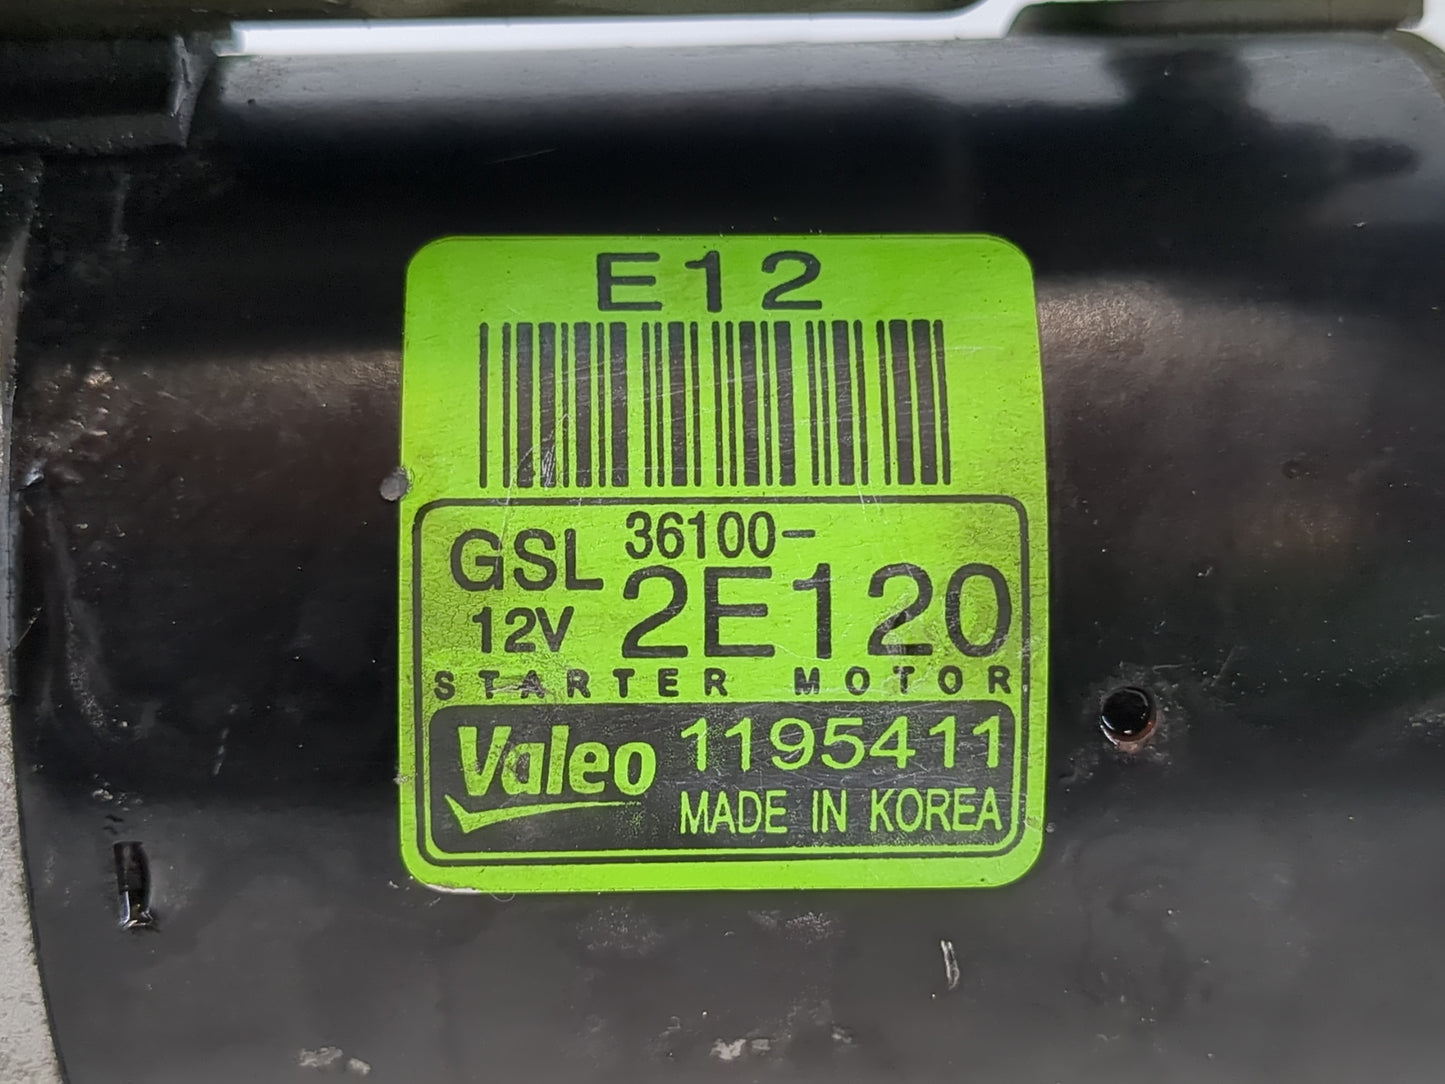 E12
GSL 36100-
12V 2E120
STARTER MOTOR
Valeo 1195411
MADE IN KOREA